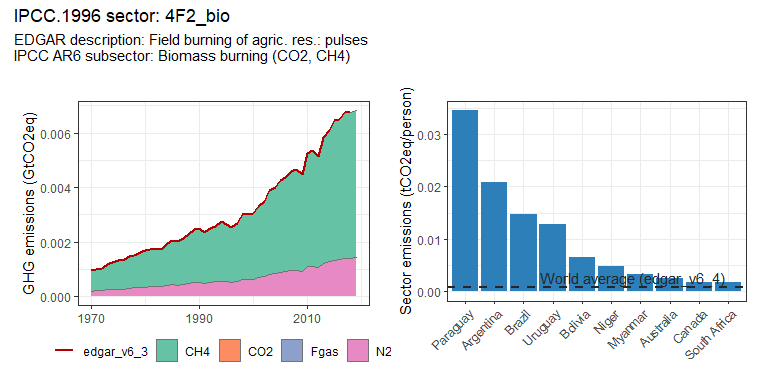 IPCC.1996 sector: 4F2_bio
EDGAR description: Field burning of agric. res.: pulses
IPCC AR6 subsector: Biomass burning (CO2, CH4)
GHG emissions (GtCO2eq)
0.006
0.004
0.002
0.000
1970
1990
2010
edgar_v6_3
CH4
CO2
Fgas
N2
Sector emissions (tCO2eq/person)
0.03
0.02
0.01
0.00
World average (edgar_v6_4)
Paraguay
Argentina
Brazil
Uruguay
Bolivia
Niger
Myanmar
Australia
Canada
South Africa